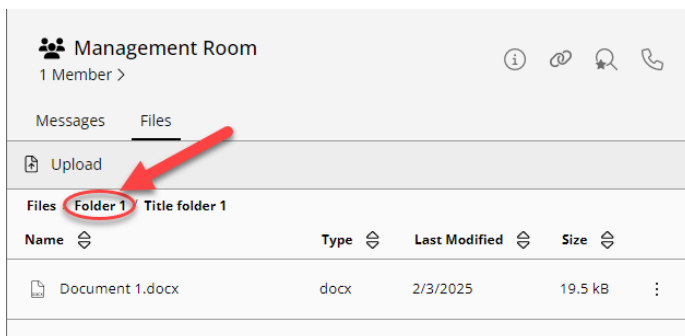 Management Room
1 Member >
Messages Files
Upload
Files / Folder 1 / Title folder 1
Name Type Last Modified Size
Document 1.docx docx 2/3/2025 19.5 kB